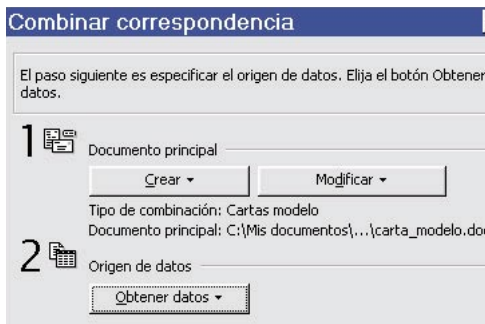 Combinar correspondencia
El paso siguiente es especificar el origen de datos. Elija el botón Obtener
datos.
1
Documento principal
Crear
Modificar
Tipo de combinación: Cartas modelo
Documento principal: C:\Mis documentos\...\carta_modelo.do
2
Origen de datos
Obtener datos